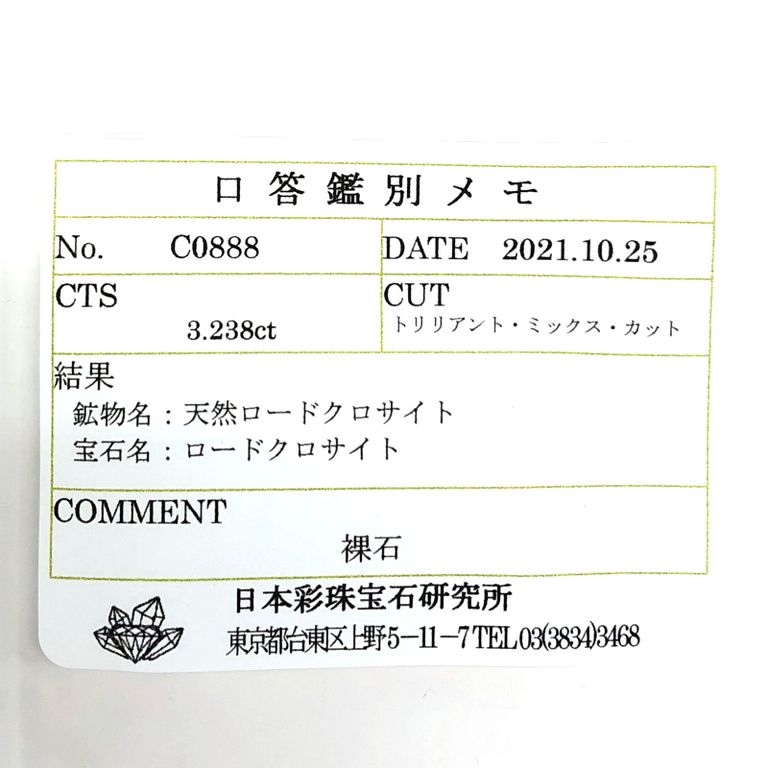 口答鑑別メモ
No. C0888 DATE 2021.10.25
CTS CUT
3.238ct トリリアント・ミックス・カット
結果
鉱物名：天然ロードクロサイト
宝石名：ロードクロサイト
COMMENT
裸石
日本彩珠宝石研究所
東京都台東区上野5-11-7 TEL 03(3834)3468